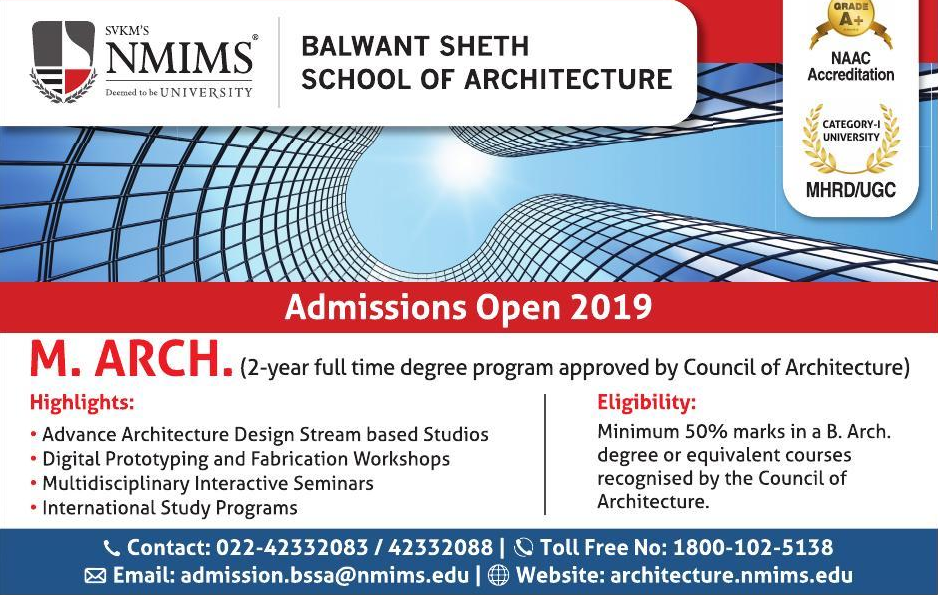 SVKM'S
NMIMS®
Deemed to be UNIVERSITY
BALWANT SHETH
SCHOOL OF ARCHITECTURE
GRADE
A+
NAAC
Accreditation
CATEGORY-I
UNIVERSITY
MHRD/UGC
Admissions Open 2019
M. ARCH. (2-year full time degree program approved by Council of Architecture)
Highlights:
• Advance Architecture Design Stream based Studios
• Digital Prototyping and Fabrication Workshops
• Multidisciplinary Interactive Seminars
• International Study Programs
Eligibility:
Minimum 50% marks in a B. Arch.
degree or equivalent courses
recognised by the Council of
Architecture.
Contact: 022-42332083 / 42332088 | Toll Free No: 1800-102-5138
Email: admission.bssa@nmims.edu | Website: architecture.nmims.edu